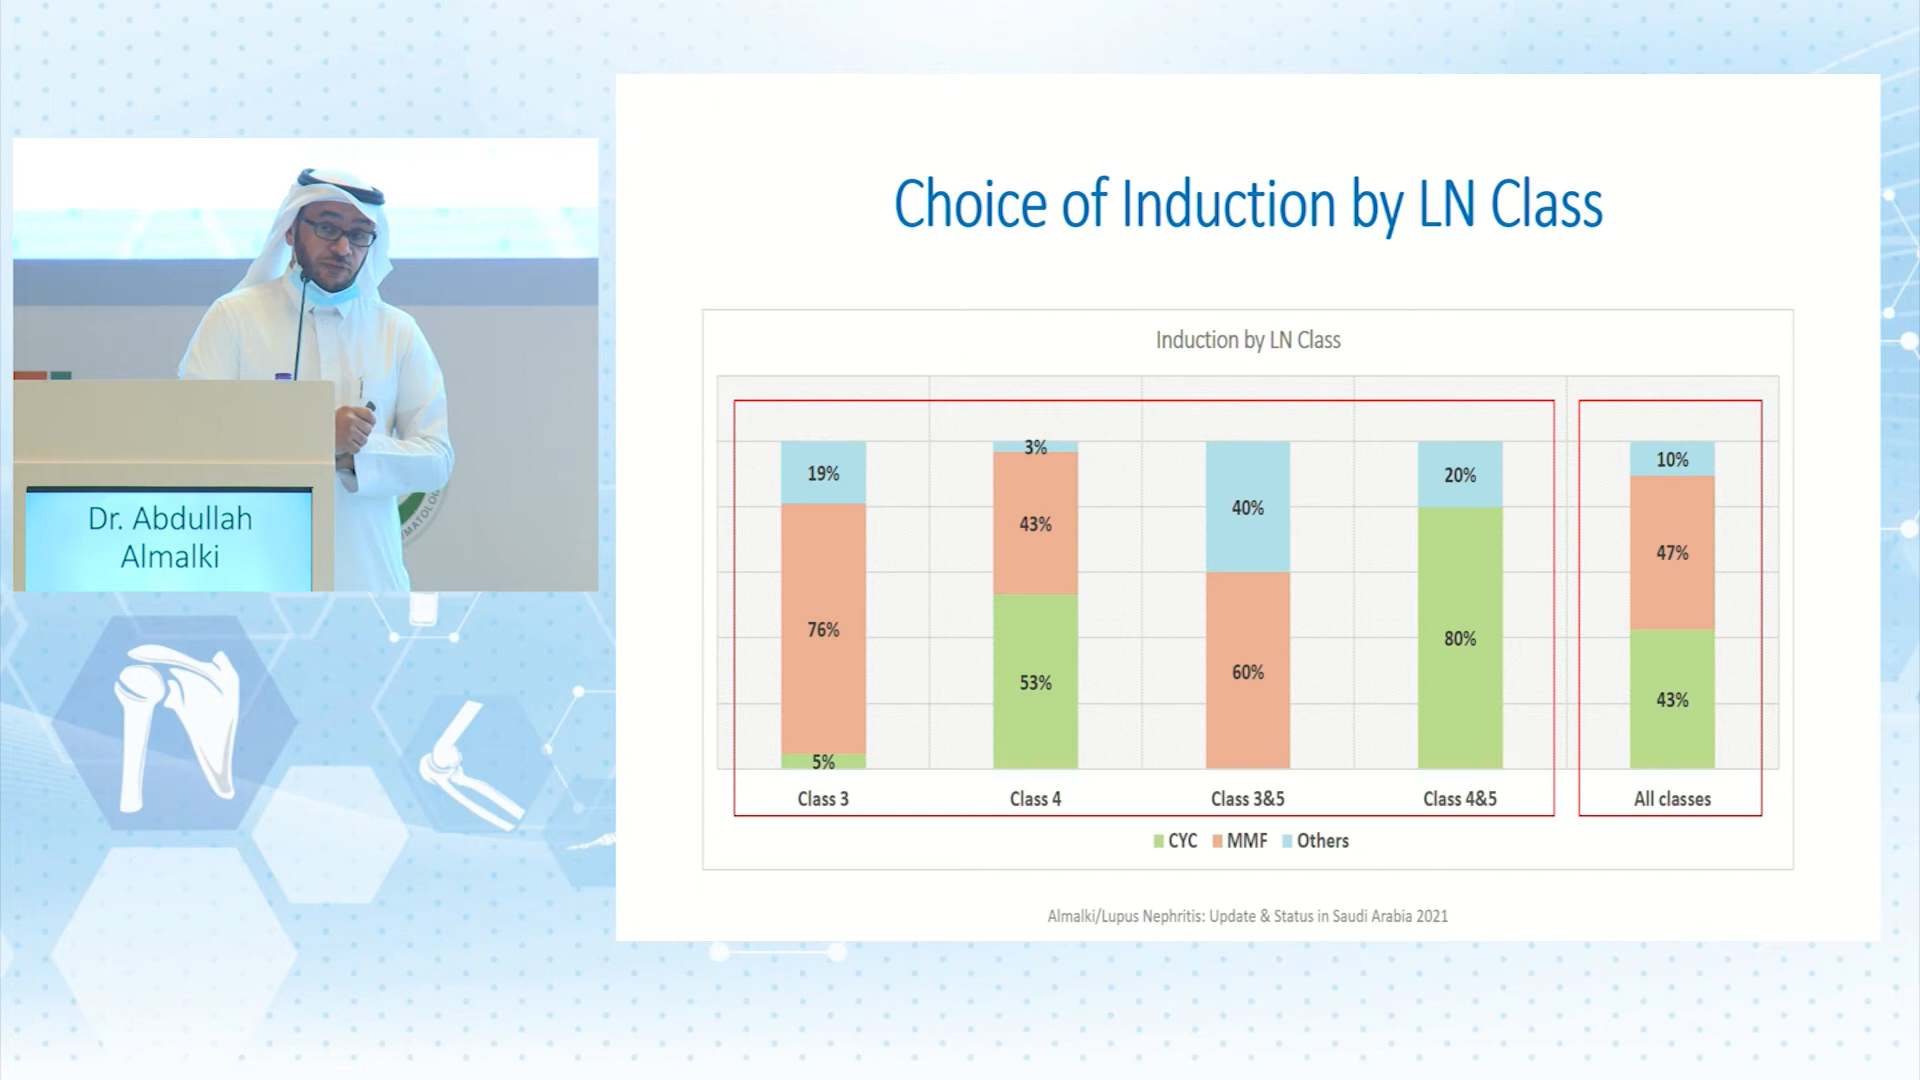 Dr. Abdullah
Almalki
MATOLO
Choice of Induction by LN Class
Induction by LN Class
19%
76%
5%
Class 3
3%
43%
53%
Class 4
40%
60%
Class 3&5
20%
80%
Class 4&5
10%
47%
43%
All classes
CYC MMF Others
Almalki/Lupus Nephritis: Update & Status in Saudi Arabia 2021